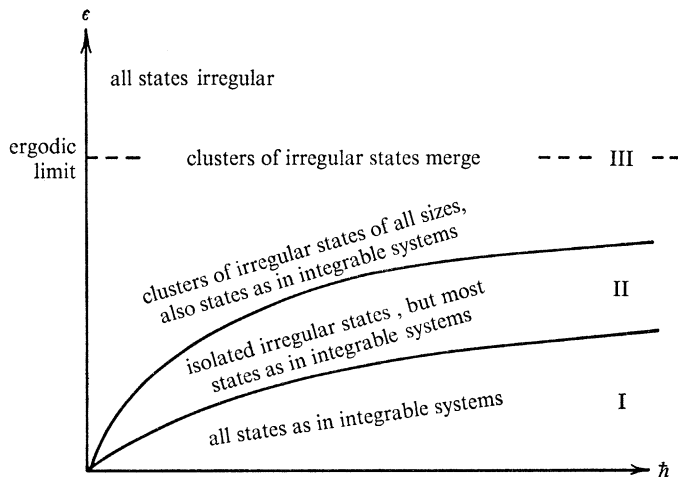 ϵ
all states irregular
ergodic
limit
clusters of irregular states merge
III
clusters of irregular states of all sizes,
also states as in integrable systems
isolated irregular states , but most
states as in integrable systems
II
all states as in integrable systems
I
ħ